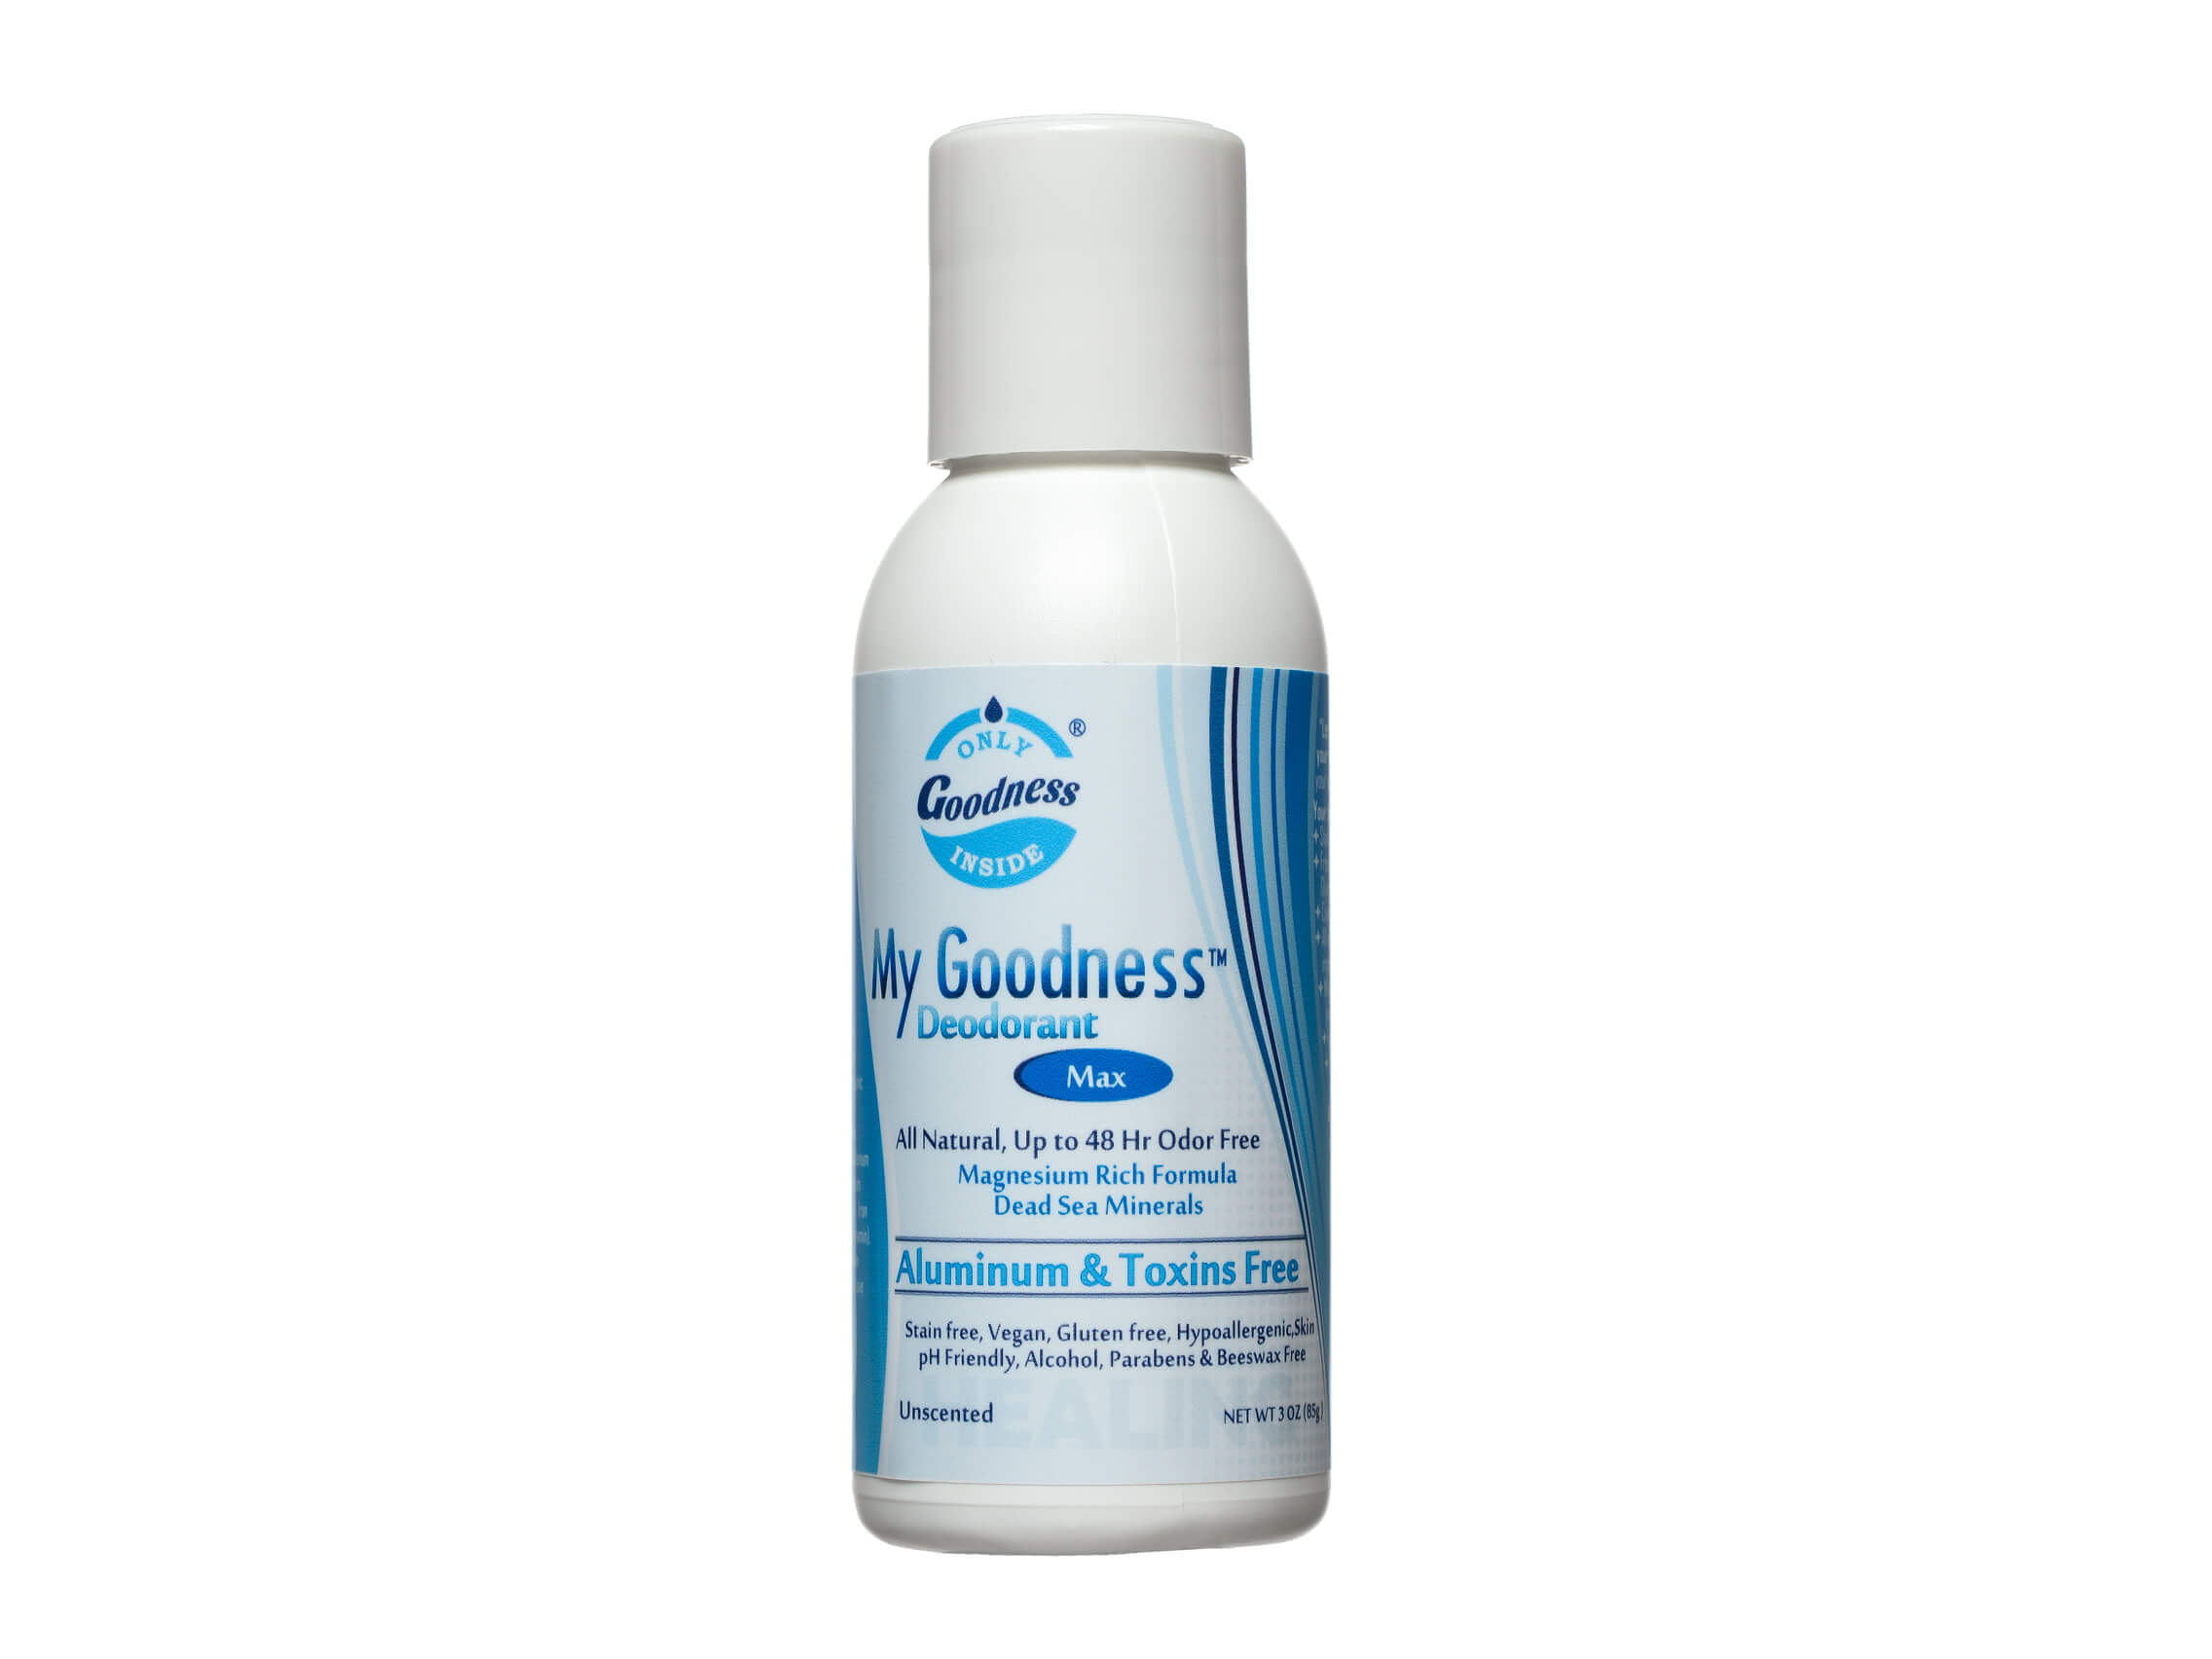 ONLY
®
Goodness
INSIDE
My Goodness™
Deodorant
Max
All Natural, Up to 48 Hr Odor Free
Magnesium Rich Formula
Dead Sea Minerals
Aluminum & Toxins Free
Stain free, Vegan, Gluten free, Hypoallergenic,Skin
pH Friendly, Alcohol, Parabens & Beeswax Free
HEALING
Unscented
NET WT 3 OZ (85g)